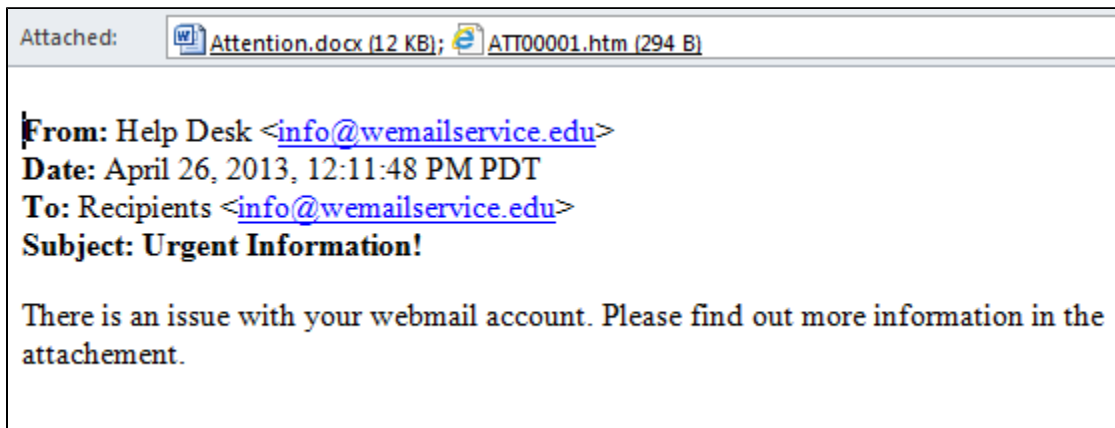 Attached: Attention.docx (12 KB); ATT00001.htm (294 B)
From: Help Desk <info@wemailservice.edu>
Date: April 26, 2013, 12:11:48 PM PDT
To: Recipients <info@wemailservice.edu>
Subject: Urgent Information!
There is an issue with your webmail account. Please find out more information in the
attachement.